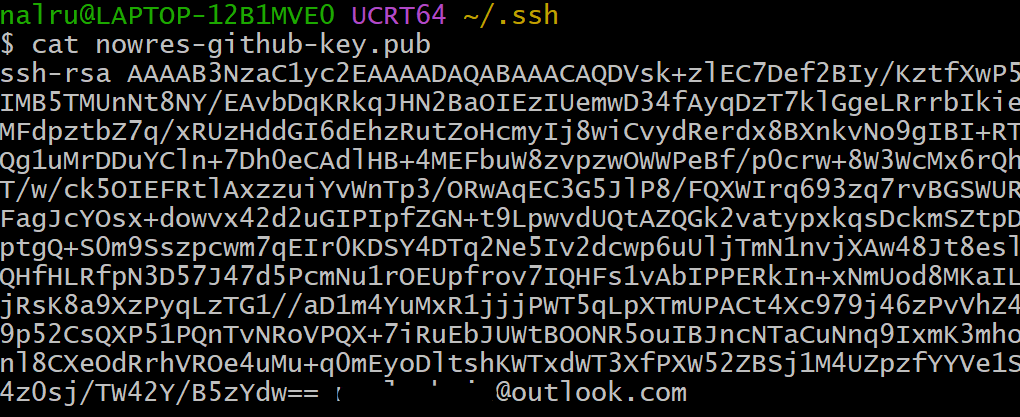 nalru@LAPTOP-12B1MVE0 UCRT64 ~/.ssh
$ cat nowres-github-key.pub
ssh-rsa AAAAB3NzaC1yc2EAAAADAQABAAACAQDVsk+zlEC7Def2BIy/KztfXwP5
IMB5TMUnNt8NY/EAvbDqKRkqJHN2BaOIEzIUemwD34fAyqDzT7klGgeLRrrbIkie
MFdpztbZ7q/xRUzHddGI6dEhzRutZoHcmyIj8wiCvydRerdx8BXnkvNo9gIBI+RT
Qg1uMrDDuYCln+7Dh0eCAdlHB+4MEFbuW8zvpzwOWWPeBf/p0crw+8W3WcMx6rQh
T/w/ck5OIEFRtlAxzzuiYvWnTp3/ORwAqEC3G5JlP8/FQXWIrq693zq7rvBGSWUR
FagJcYOsx+dowvx42d2uGIPIpfZGN+t9LpwvdUQtAZQGk2vatypxkqsDckmSZtpD
ptgQ+S0m9Sszpcwm7qEIr0KDSY4DTq2Ne5Iv2dcwp6uUljTmN1nvjXAw48Jt8esl
QHfHLRfpN3D57J47d5PcmNu1rOEUpfrov7IQHFs1vAbIPPERkIn+xNmUod8MKaIL
jRsK8a9XzPyqLzTG1//aD1m4YuMxR1jjjPWT5qLpXTmUPACt4Xc979j46zPvVhZ4
9p52CsQXP51PQnTvNRoVPQX+7iRuEbJUWtBOONR5ouIBJncNTaCuNnq9IxmK3mho
nl8CXeOdRrhVROe4uMu+q0mEyoDltshKWTxdWT3XfPXW52ZBSj1M4UZpzfYYVe1S
4zOsj/TW42Y/B5zYdw== @outlook.com